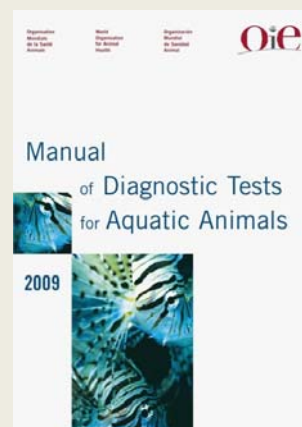 Organisation
Mondiale
de la Santé
Animale
World
Organisation
for Animal
Health
Organización
Mundial
de Sanidad
Animal
Oie
Manual
of Diagnostic Tests
for Aquatic Animals
2009